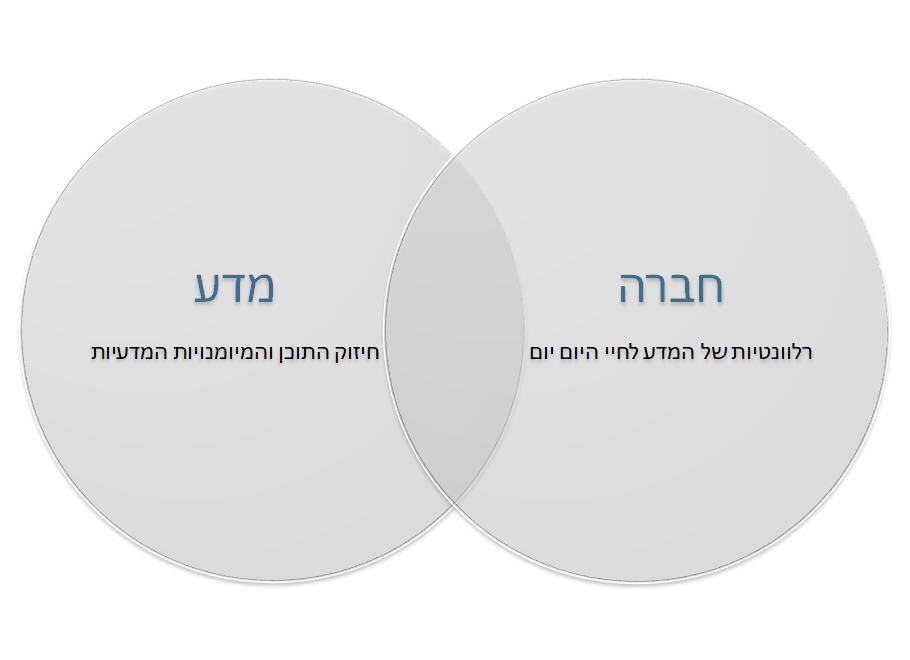 חברה
רלוונטיות של המדע לחיי היום יום
מדע
חיזוק התוכן והמיומנויות המדעיות